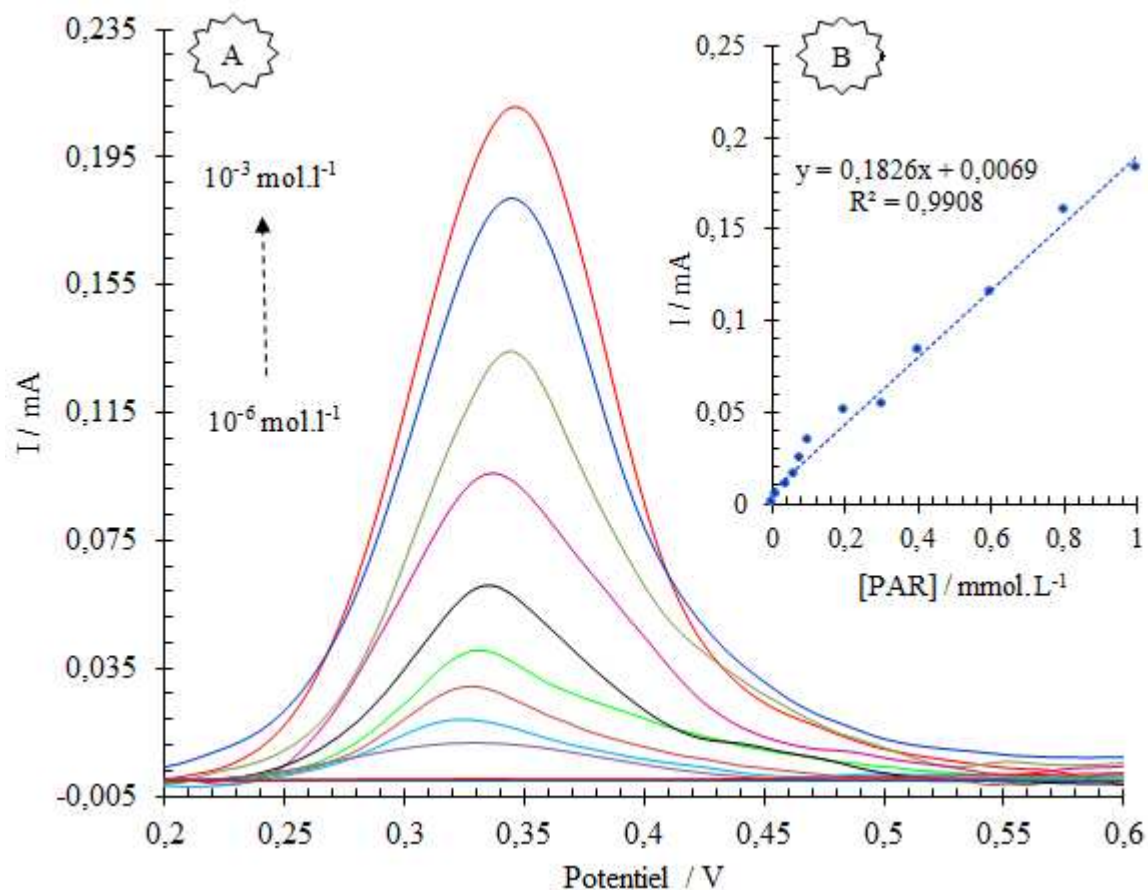 A
10⁻³ mol.l⁻¹
10⁻⁶ mol.l⁻¹
I / mA
0,235
0,195
0,155
0,115
0,075
0,035
-0,005
0,2 0,25 0,3 0,35 0,4 0,45 0,5 0,55 0,6
Potentiel / V
B
y = 0,1826x + 0,0069
R² = 0,9908
I / mA
0,25
0,2
0,15
0,1
0,05
0
0 0,2 0,4 0,6 0,8 1
[PAR] / mmol.L⁻¹